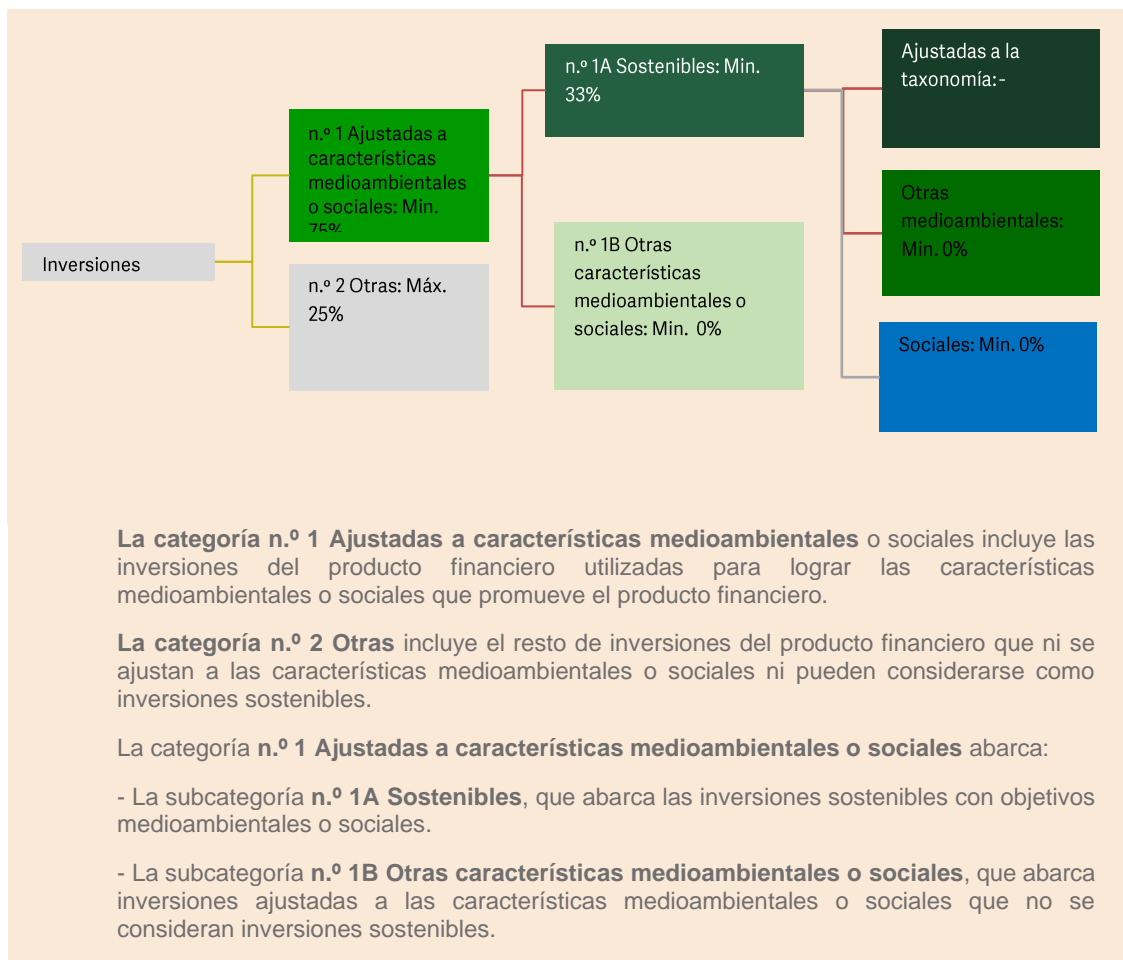 Inversiones
n.º 1 Ajustadas a
características
medioambientales
o sociales: Min.
75%
n.º 2 Otras: Máx.
25%
n.º 1A Sostenibles: Min.
33%
n.º 1B Otras
características
medioambientales o
sociales: Min. 0%
Ajustadas a la
taxonomía:-
Otras
medioambientales:
Min. 0%
Sociales: Min. 0%
La categoría n.º 1 Ajustadas a características medioambientales o sociales incluye las
inversiones del producto financiero utilizadas para lograr las características
medioambientales o sociales que promueve el producto financiero.
La categoría n.º 2 Otras incluye el resto de inversiones del producto financiero que ni se
ajustan a las características medioambientales o sociales ni pueden considerarse como
inversiones sostenibles.
La categoría n.º 1 Ajustadas a características medioambientales o sociales abarca:
- La subcategoría n.º 1A Sostenibles, que abarca las inversiones sostenibles con objetivos
medioambientales o sociales.
- La subcategoría n.º 1B Otras características medioambientales o sociales, que abarca
inversiones ajustadas a las características medioambientales o sociales que no se
consideran inversiones sostenibles.